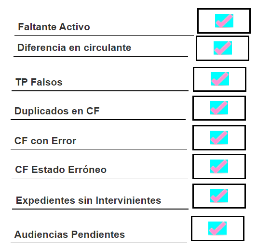 Faltante Activo
Diferencia en circulante
TP Falsos
Duplicados en CF
CF con Error
CF Estado Erróneo
Expedientes sin Intervinientes
Audiencias Pendientes